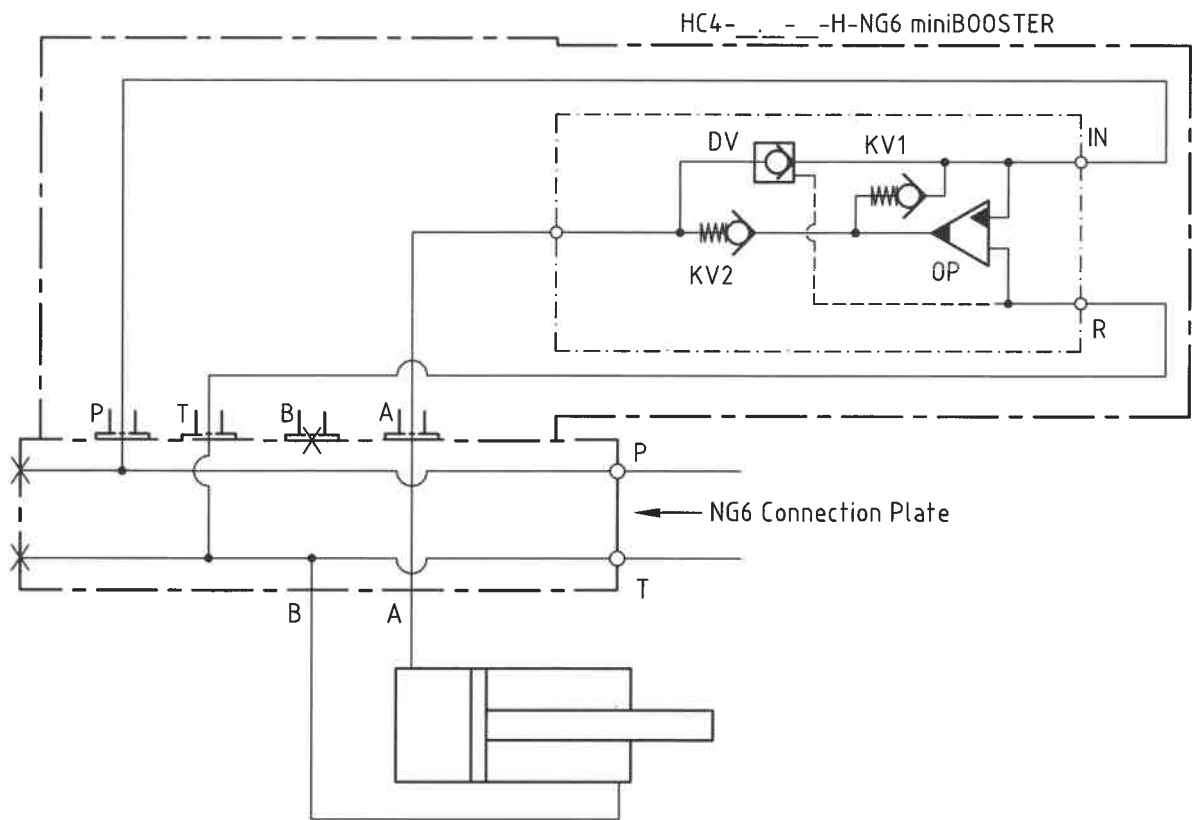 HC4-__.__-__-H-NG6 miniBOOSTER
DV
KV1
IN
KV2
OP
R
P
T
B
A
P
NG6 Connection Plate
T
B
A